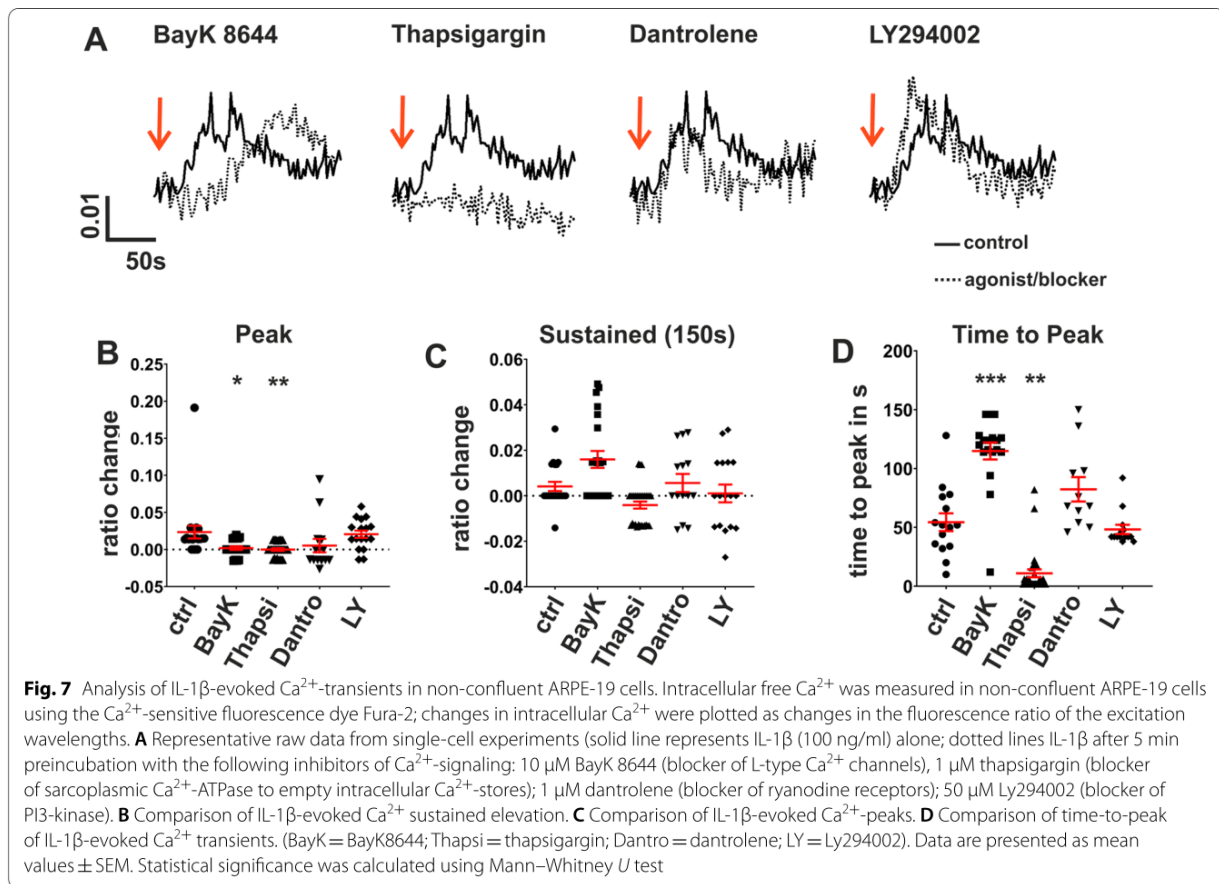 A
BayK 8644
Thapsigargin
Dantrolene
LY294002
0.01
50s
control
agonist/blocker
B
Peak
ratio change
0.25
0.20
0.15
0.10
0.05
0.00
-0.05
* **
ctrl
BayK
Thapsi
Dantro
LY
C
Sustained (150s)
ratio change
0.06
0.04
0.02
0.00
-0.02
-0.04
ctrl
BayK
Thapsi
Dantro
LY
D
Time to Peak
time to peak in s
200
150
100
50
0
*** **
ctrl
BayK
Thapsi
Dantro
LY
Fig. 7 Analysis of IL-1β-evoked Ca²⁺-transients in non-confluent ARPE-19 cells. Intracellular free Ca²⁺ was measured in non-confluent ARPE-19 cells
using the Ca²⁺-sensitive fluorescence dye Fura-2; changes in intracellular Ca²⁺ were plotted as changes in the fluorescence ratio of the excitation
wavelengths. A Representative raw data from single-cell experiments (solid line represents IL-1β (100 ng/ml) alone; dotted lines IL-1β after 5 min
preincubation with the following inhibitors of Ca²⁺-signaling: 10 µM BayK 8644 (blocker of L-type Ca²⁺ channels), 1 µM thapsigargin (blocker
of sarcoplasmic Ca²⁺-ATPase to empty intracellular Ca²⁺-stores); 1 µM dantrolene (blocker of ryanodine receptors); 50 µM Ly294002 (blocker of
PI3-kinase). B Comparison of IL-1β-evoked Ca²⁺ sustained elevation. C Comparison of IL-1β-evoked Ca²⁺-peaks. D Comparison of time-to-peak
of IL-1β-evoked Ca²⁺ transients. (BayK = BayK8644; Thapsi = thapsigargin; Dantro = dantrolene; LY = Ly294002). Data are presented as mean
values ± SEM. Statistical significance was calculated using Mann–Whitney U test